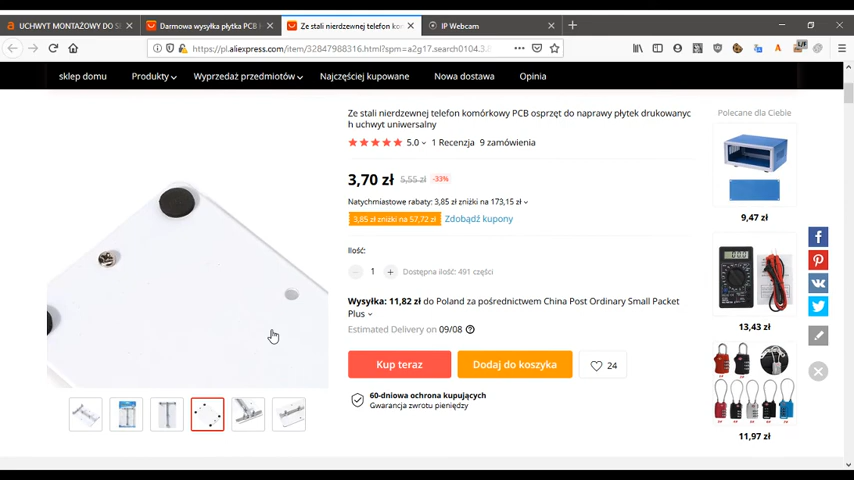 UCHWYT MONTAŻOWY DO S
Darmowa wysyłka płytka PCB
Ze stali nierdzewnej telefon komó
IP Webcam
https://pl.aliexpress.com/item/32847988316.html?spm=a2g17.search0104.3.8
sklep domu
Produkty
Wyprzedaż przedmiotów
Najczęściej kupowane
Nowa dostawa
Opinia
Ze stali nierdzewnej telefon komórkowy PCB osprzęt do naprawy płytek drukowanyc
h uchwyt uniwersalny
5.0
1 Recenzja
9 zamówienia
Polecane dla Ciebie
3,70 zł
5,55 zł
-33%
Natychmiastowe rabaty: 3,85 zł zniżki na 173,15 zł
3,85 zł zniżki na 57,72 zł
Zdobądź kupony
9,47 zł
Ilość:
1
Dostępna ilość: 491 części
Wysyłka: 11,82 zł do Poland za pośrednictwem China Post Ordinary Small Packet
Plus
Estimated Delivery on 09/08
13,43 zł
Kup teraz
Dodaj do koszyka
24
60-dniowa ochrona kupujących
Gwarancja zwrotu pieniędzy
11,97 zł